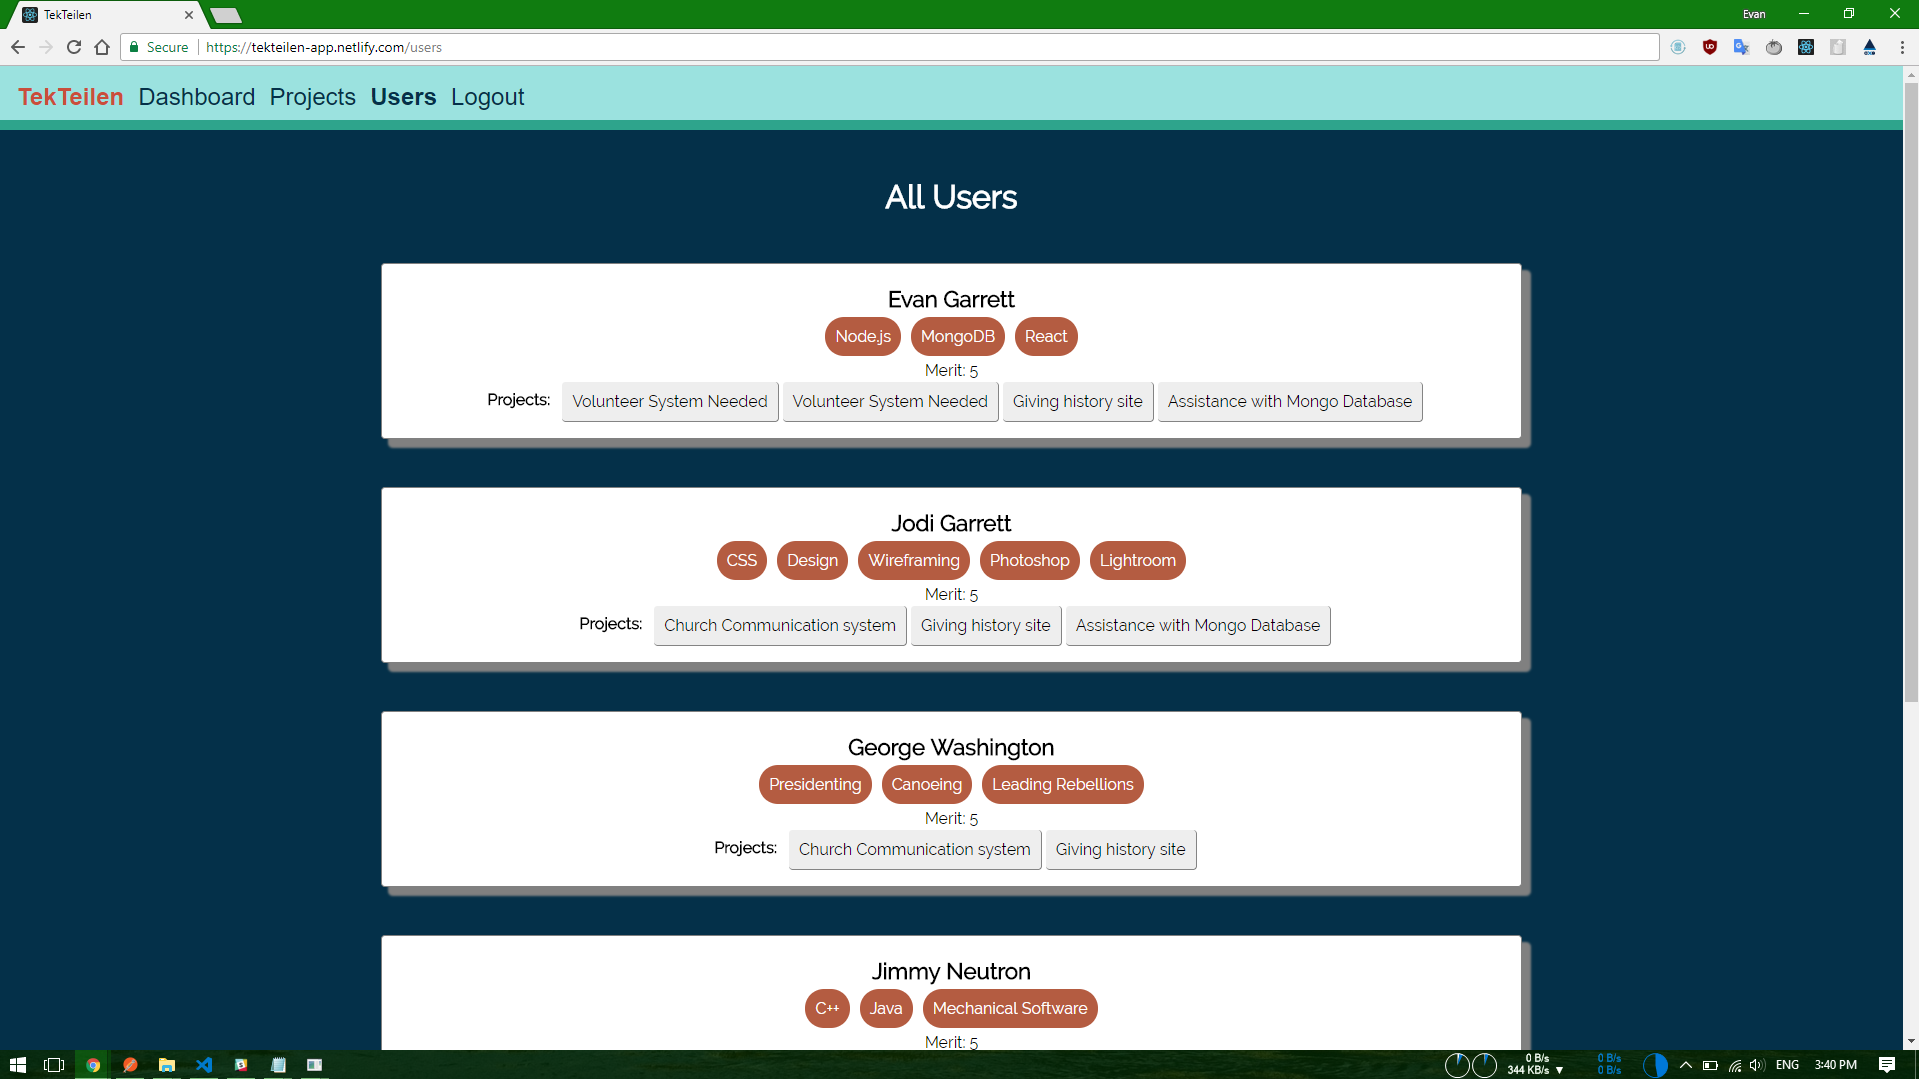 TekTeilen
Evan
Secure https://tekteilen-app.netlify.com/users
TekTeilen Dashboard Projects Users Logout
All Users
Evan Garrett
Node.js MongoDB React
Merit: 5
Projects: Volunteer System Needed Volunteer System Needed Giving history site Assistance with Mongo Database
Jodi Garrett
CSS Design Wireframing Photoshop Lightroom
Merit: 5
Projects: Church Communication system Giving history site Assistance with Mongo Database
George Washington
Presidenting Canoeing Leading Rebellions
Merit: 5
Projects: Church Communication system Giving history site
Jimmy Neutron
C++ Java Mechanical Software
Merit: 5
0 B/s 0 B/s
344 KB/s 0 B/s
ENG 3:40 PM